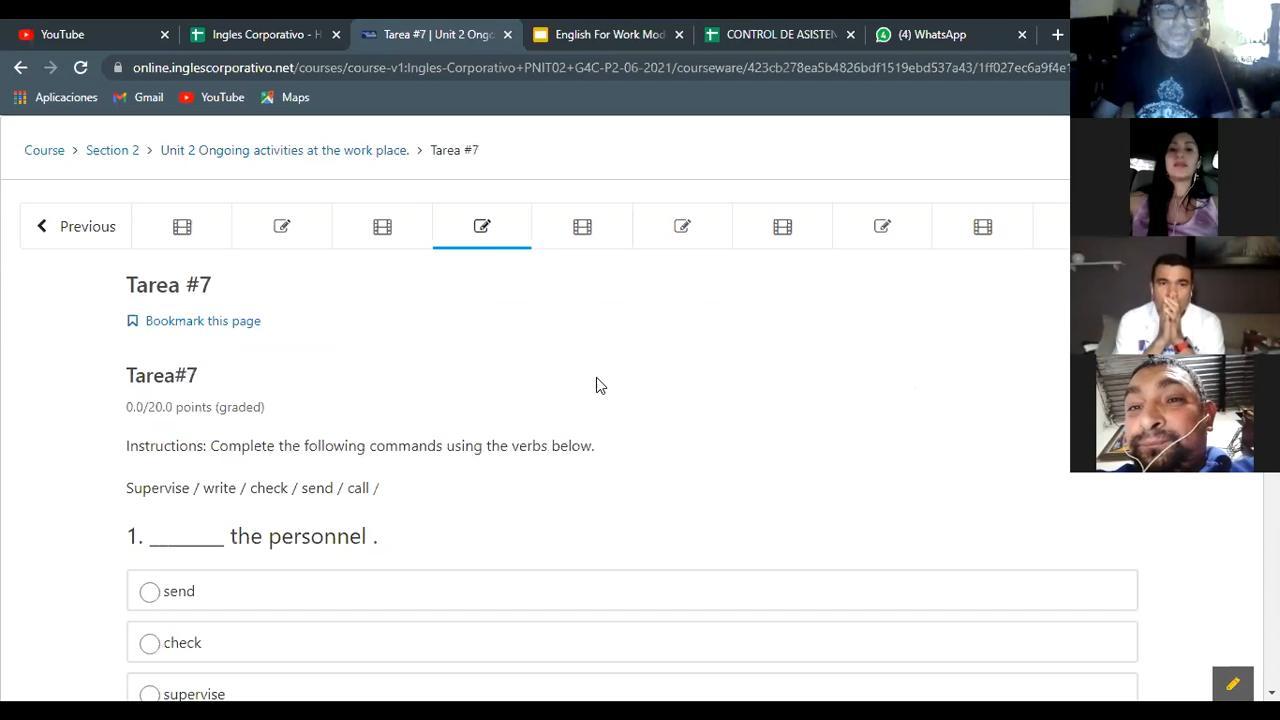 YouTube
Ingles Corporativo - H
Tarea #7 | Unit 2 Ongo
English For Work Mod
CONTROL DE ASISTEN
(4) WhatsApp
online.inglescorporativo.net/courses/course-v1:Ingles-Corporativo+PNIT02+G4C-P2-06-2021/courseware/423cb278ea5b4826bdf1519ebd537a43/1ff027ec6a9f4e1
Aplicaciones
Gmail
YouTube
Maps
Course > Section 2 > Unit 2 Ongoing activities at the work place. > Tarea #7
Previous
Tarea #7
Bookmark this page
Tarea#7
0.0/20.0 points (graded)
Instructions: Complete the following commands using the verbs below.
Supervise / write / check / send / call /
1. _______ the personnel .
send
check
supervise